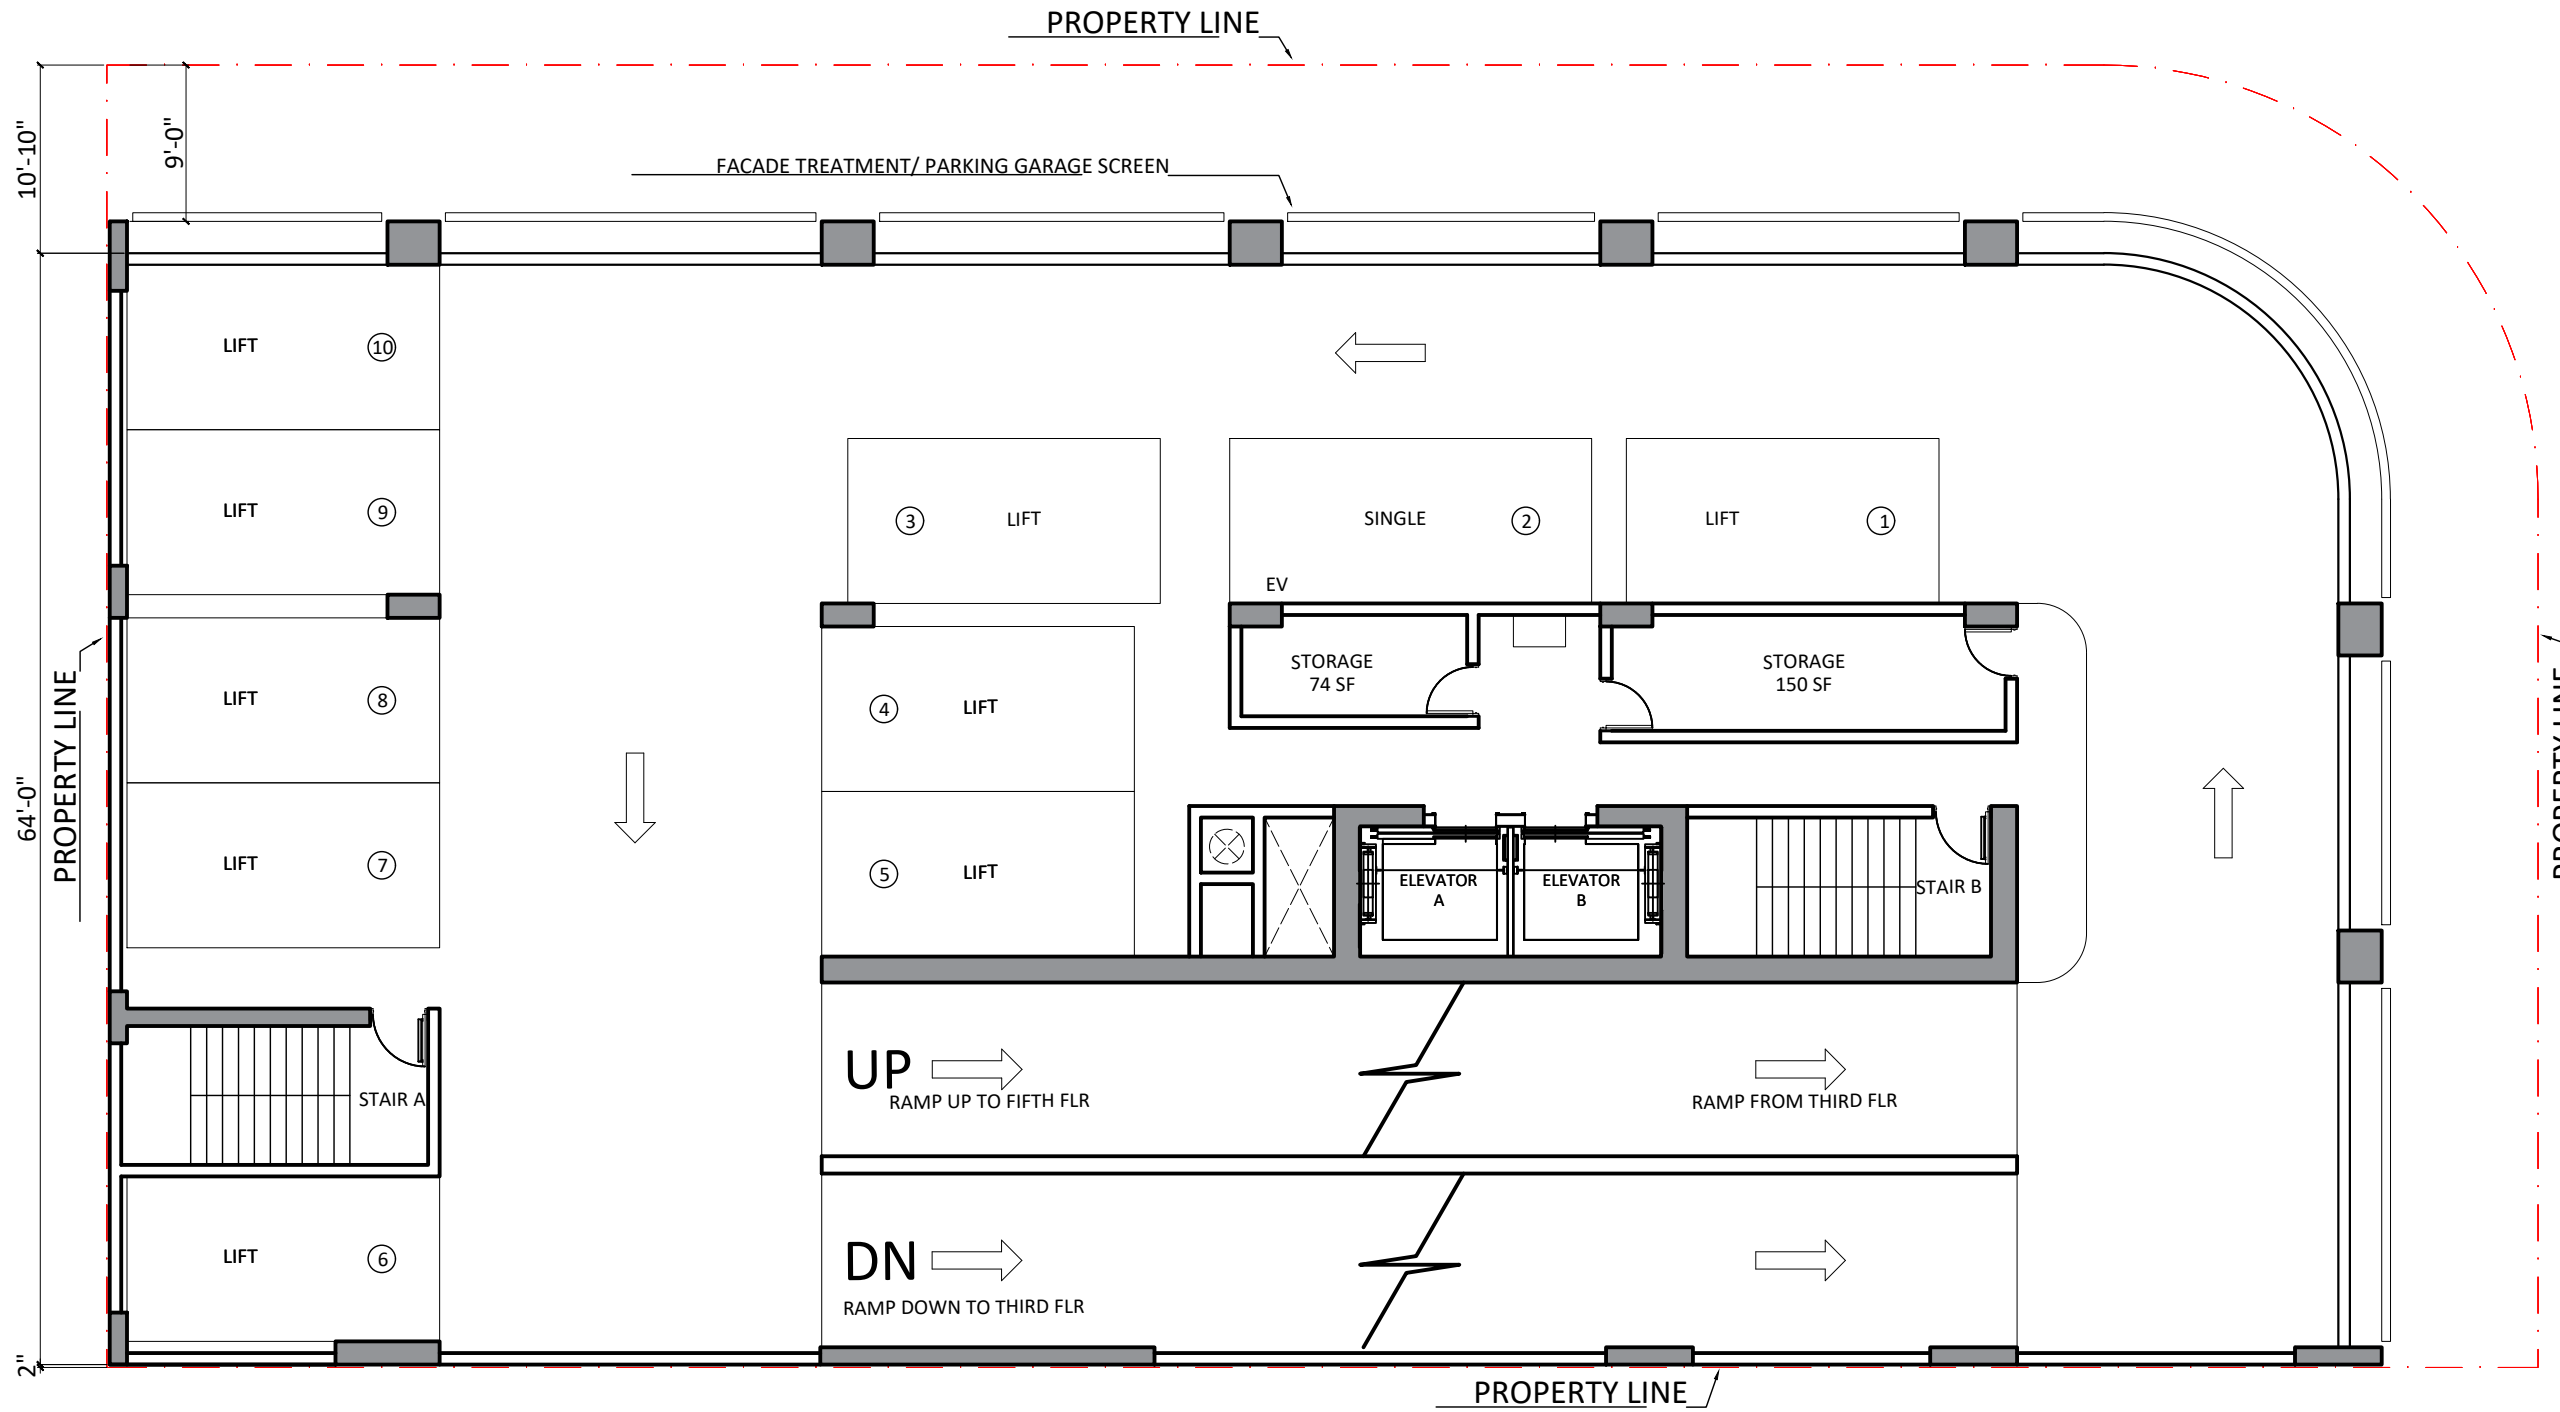 PROPERTY LINE
10'-10"
9'-0"
FACADE TREATMENT/ PARKING GARAGE SCREEN
LIFT 10
LIFT 9
3 LIFT
SINGLE 2
LIFT 1
EV
STORAGE
74 SF
STORAGE
150 SF
LIFT 8
4 LIFT
PROPERTY LINE
64'-0"
PROPERTY LINE
LIFT 7
5 LIFT
ELEVATOR
A
ELEVATOR
B
STAIR B
UP
RAMP UP TO FIFTH FLR
RAMP FROM THIRD FLR
STAIR A
LIFT 6
DN
RAMP DOWN TO THIRD FLR
2"
PROPERTY LINE